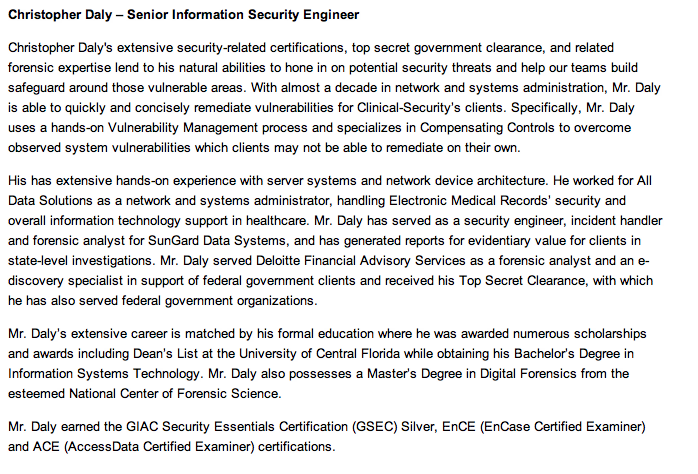 Christopher Daly – Senior Information Security Engineer
Christopher Daly's extensive security-related certifications, top secret government clearance, and related
forensic expertise lend to his natural abilities to hone in on potential security threats and help our teams build
safeguard around those vulnerable areas. With almost a decade in network and systems administration, Mr. Daly
is able to quickly and concisely remediate vulnerabilities for Clinical-Security's clients. Specifically, Mr. Daly
uses a hands-on Vulnerability Management process and specializes in Compensating Controls to overcome
observed system vulnerabilities which clients may not be able to remediate on their own.
His has extensive hands-on experience with server systems and network device architecture. He worked for All
Data Solutions as a network and systems administrator, handling Electronic Medical Records' security and
overall information technology support in healthcare. Mr. Daly has served as a security engineer, incident handler
and forensic analyst for SunGard Data Systems, and has generated reports for evidentiary value for clients in
state-level investigations. Mr. Daly served Deloitte Financial Advisory Services as a forensic analyst and an e-
discovery specialist in support of federal government clients and received his Top Secret Clearance, with which
he has also served federal government organizations.
Mr. Daly's extensive career is matched by his formal education where he was awarded numerous scholarships
and awards including Dean's List at the University of Central Florida while obtaining his Bachelor's Degree in
Information Systems Technology. Mr. Daly also possesses a Master's Degree in Digital Forensics from the
esteemed National Center of Forensic Science.
Mr. Daly earned the GIAC Security Essentials Certification (GSEC) Silver, EnCE (EnCase Certified Examiner)
and ACE (AccessData Certified Examiner) certifications.